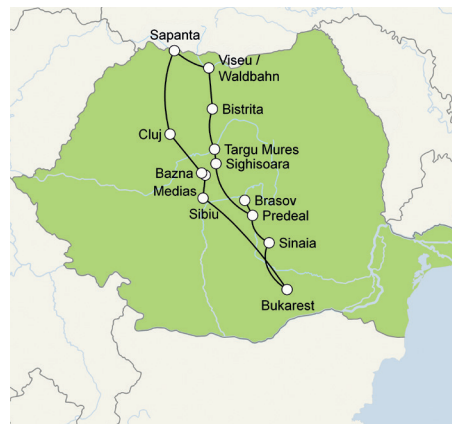 Sapanta
Viseu /
Waldbahn
Bistrita
Cluj
Targu Mures
Sighisoara
Bazna
Medias
Brasov
Sibiu
Predeal
Sinaia
Bukarest